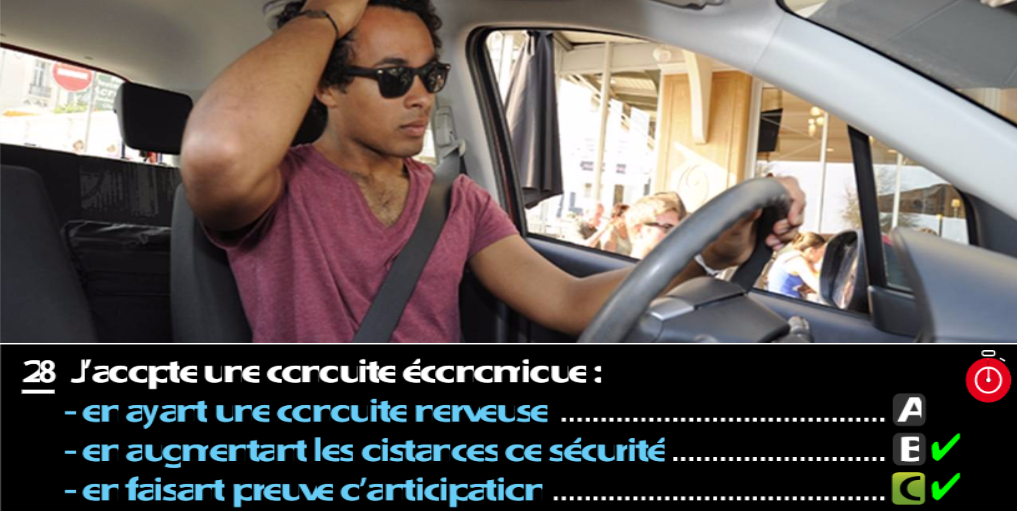 28 J'adopte une conduite économique :
- en ayant une conduite nerveuse ........................................ A
- en augmentant les distances de sécurité .......................... B ✔
- en faisant preuve d'anticipation ........................................ C ✔